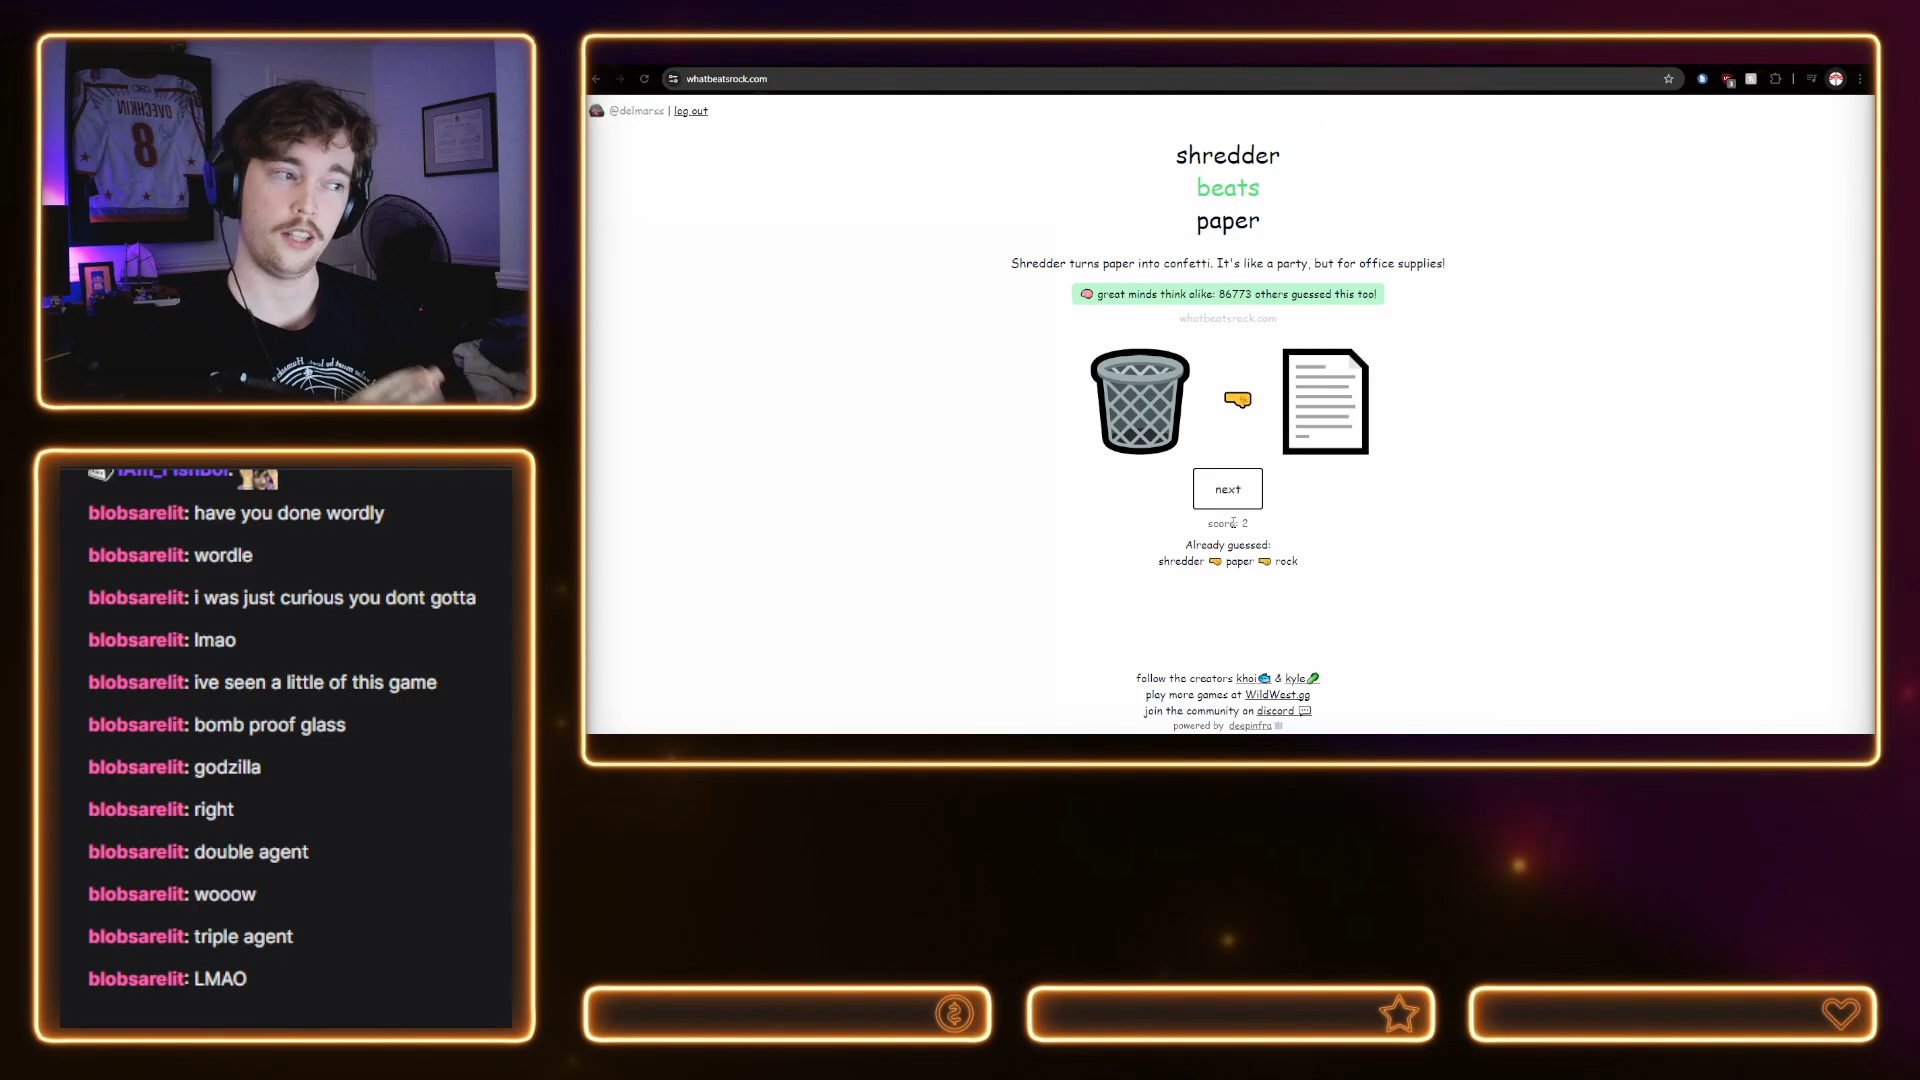 OVECHKIN
8
whatbeatsrock.com
@delmarss | log out
shredder
beats
paper
Shredder turns paper into confetti. It's like a party, but for office supplies!
great minds think alike: 86773 others guessed this too!
whatbeatsrock.com
next
score: 2
Already guessed:
shredder 🤜 paper 🤜 rock
follow the creators khoi & kyle
play more games at WildWest.gg
join the community on discord
powered by deepinfra
blobsarelit: have you done wordly
blobsarelit: wordle
blobsarelit: i was just curious you dont gotta
blobsarelit: lmao
blobsarelit: ive seen a little of this game
blobsarelit: bomb proof glass
blobsarelit: godzilla
blobsarelit: right
blobsarelit: double agent
blobsarelit: wooow
blobsarelit: triple agent
blobsarelit: LMAO